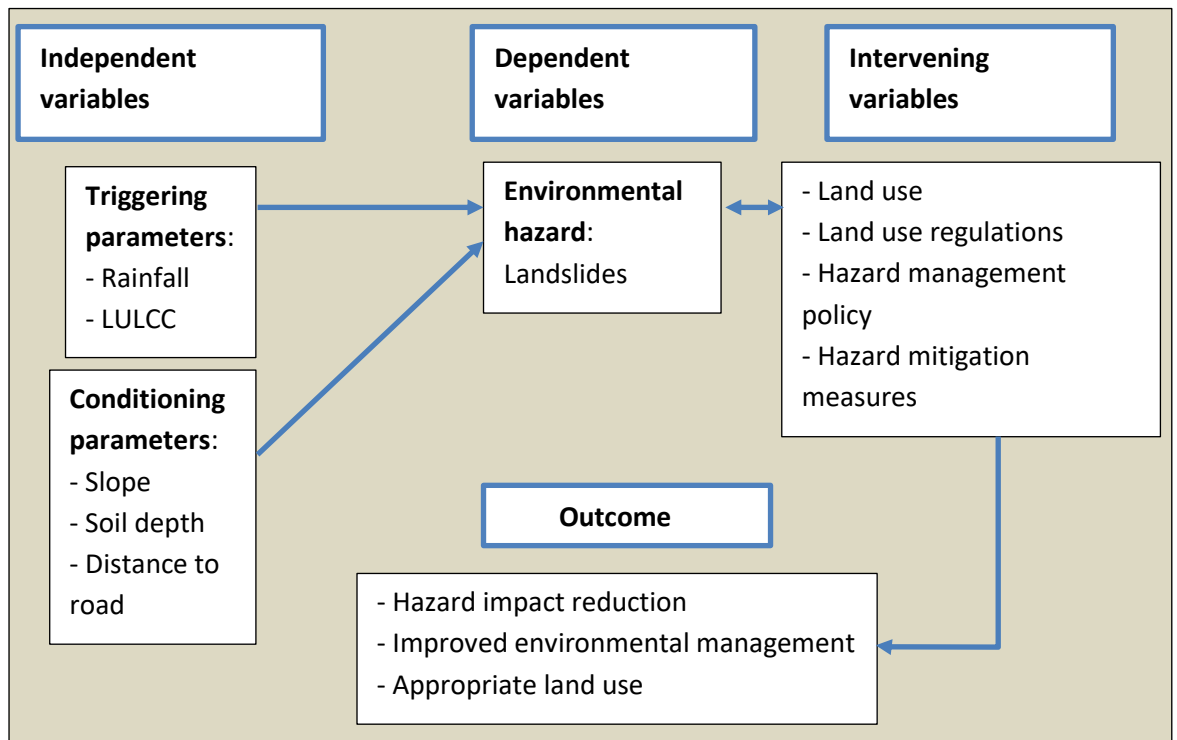 Independent
variables
Dependent
variables
Intervening
variables
Triggering
parameters:
- Rainfall
- LULCC
Environmental
hazard:
Landslides
- Land use
- Land use regulations
- Hazard management
policy
- Hazard mitigation
measures
Conditioning
parameters:
- Slope
- Soil depth
- Distance to
road
Outcome
- Hazard impact reduction
- Improved environmental management
- Appropriate land use